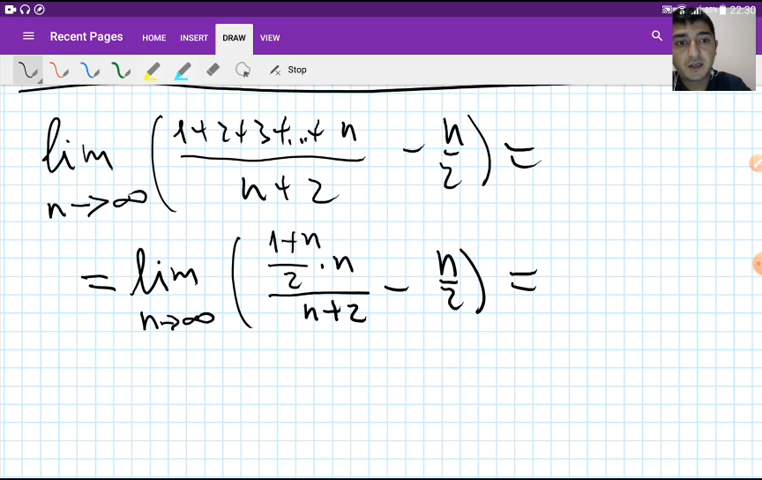 22:30
Recent Pages HOME INSERT DRAW VIEW
Stop
lim n→∞ ( (1+2+3+...+n)/(n+2) - n/2 ) =
= lim n→∞ ( ((1+n)/2 · n)/(n+2) - n/2 ) =